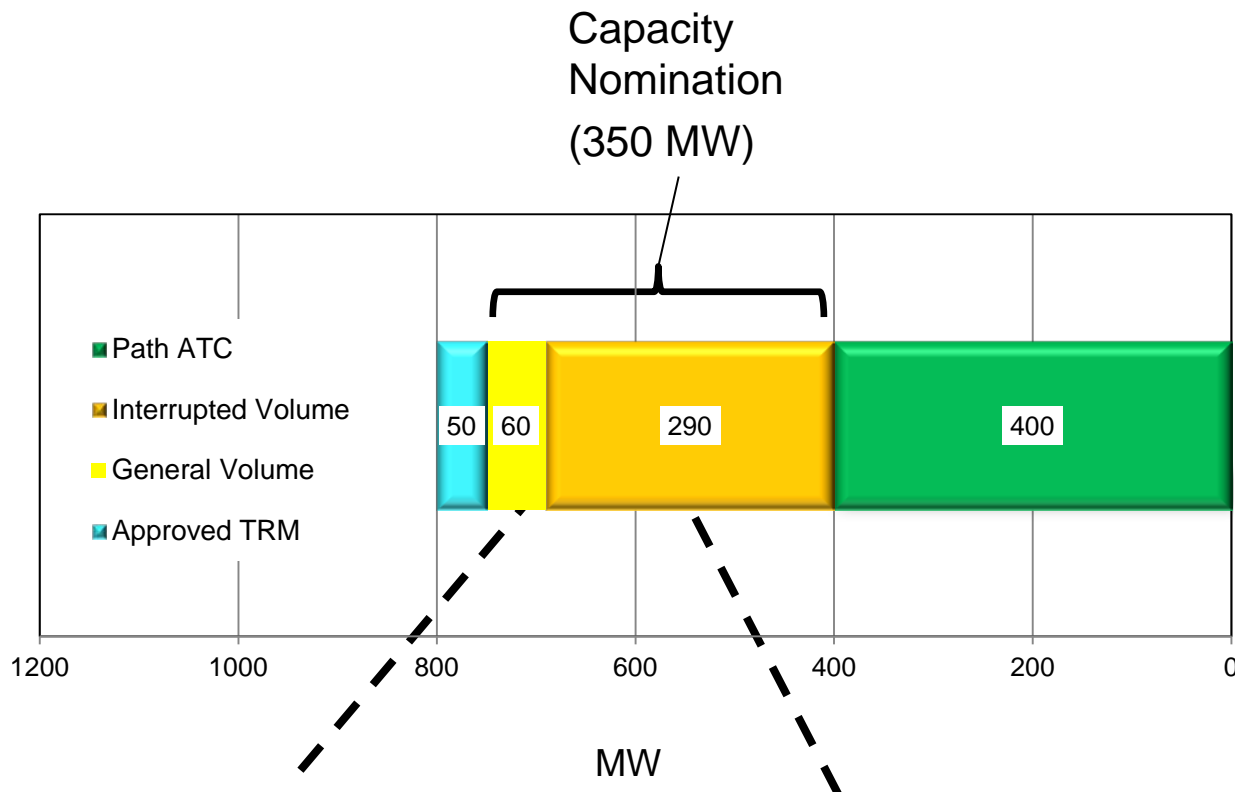 Capacity
Nomination
(350 MW)
Path ATC
Interrupted Volume
General Volume
Approved TRM
50 60 290 400
1200 1000 800 600 400 200 0
MW